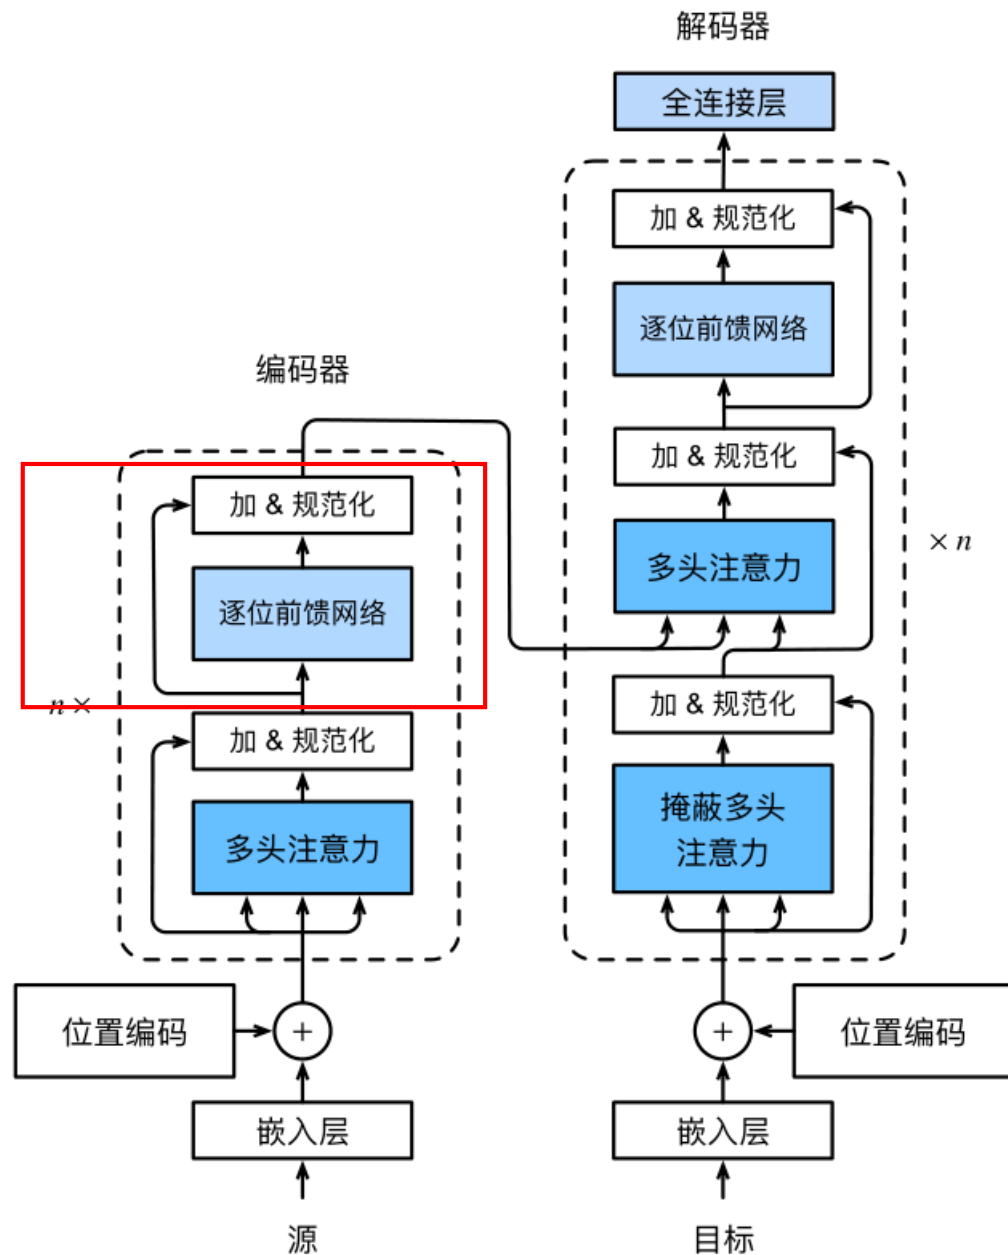 解码器
全连接层
加 & 规范化
逐位前馈网络
编码器
加 & 规范化
加 & 规范化
多头注意力
× n
逐位前馈网络
n ×
加 & 规范化
加 & 规范化
多头注意力
掩蔽多头
注意力
位置编码
+
+
位置编码
嵌入层
嵌入层
源
目标